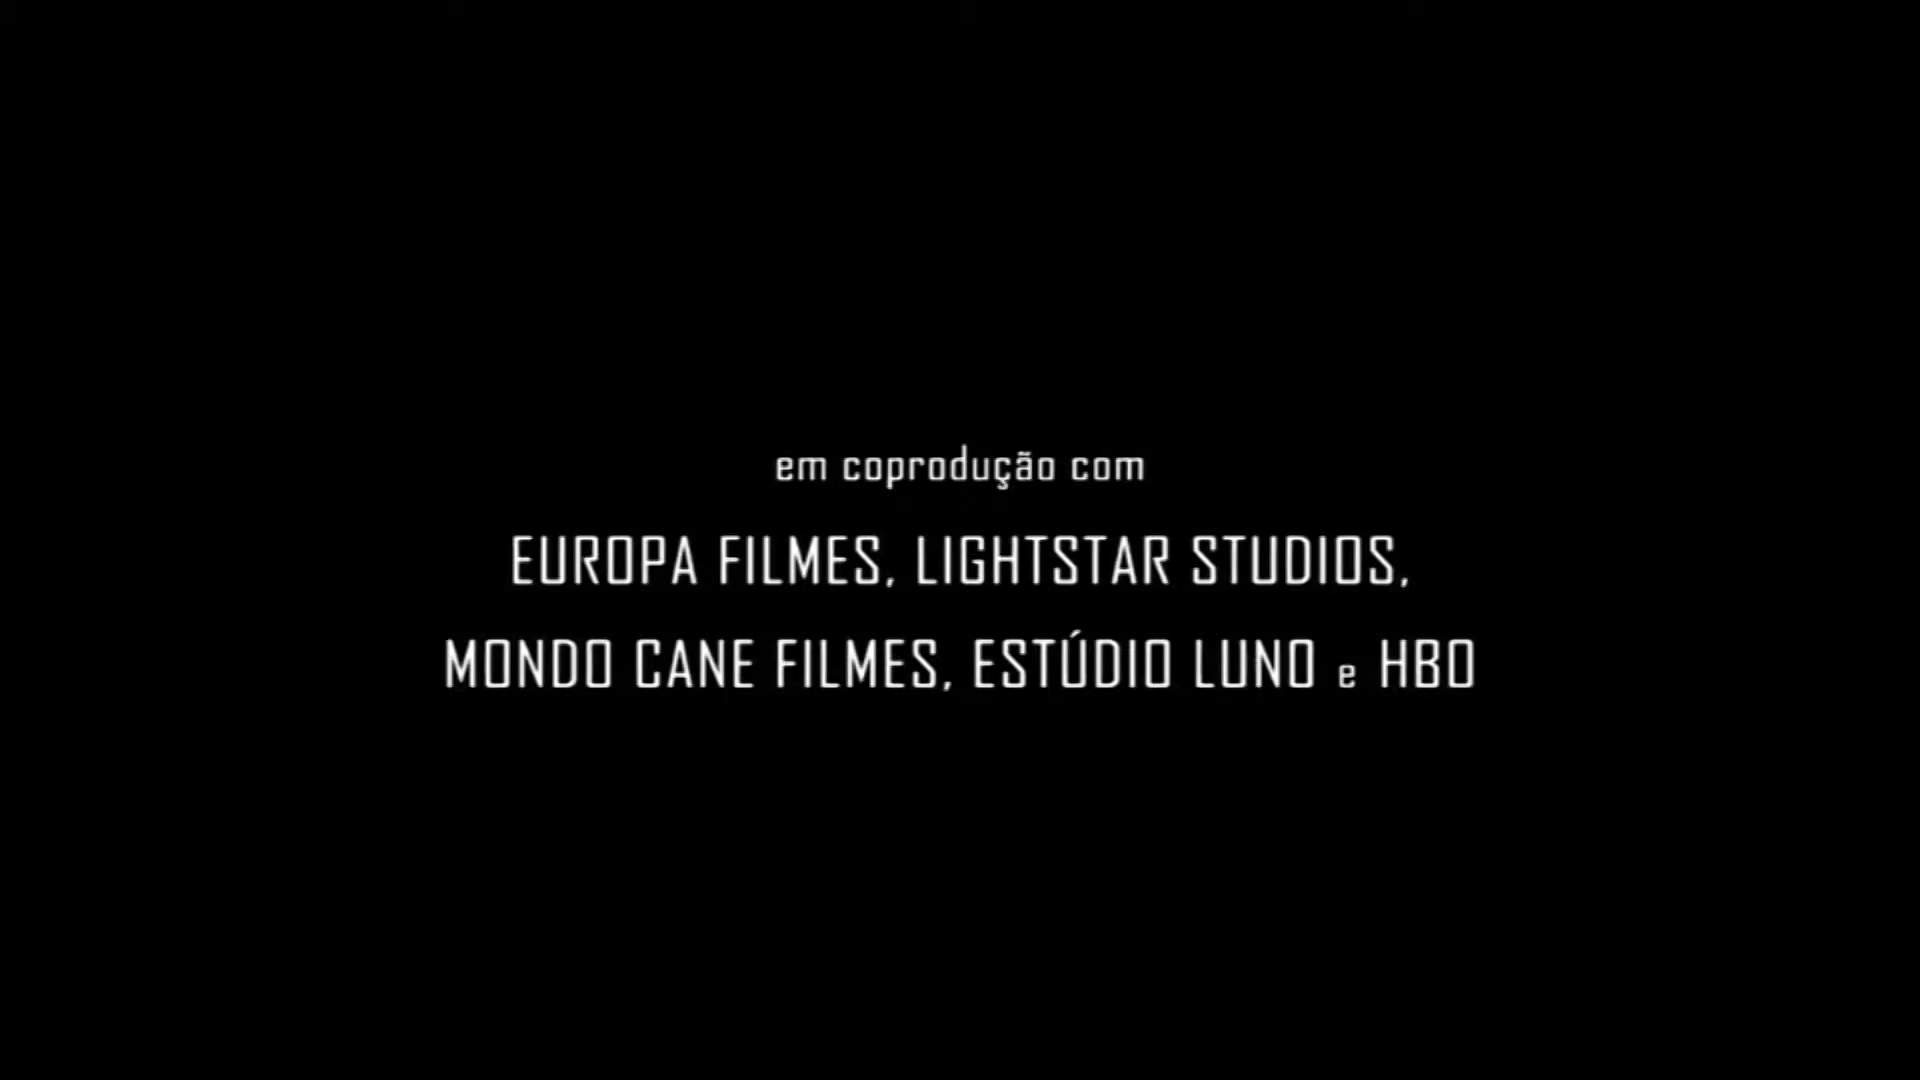 em coprodução com
EUROPA FILMES, LIGHTSTAR STUDIOS,
MONDO CANE FILMES, ESTÚDIO LUNO e HBO